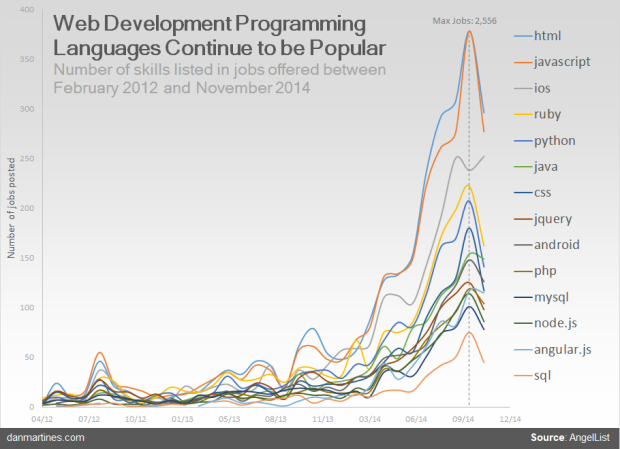 Web Development Programming
Languages Continue to be Popular
Number of skills listed in jobs offered between
February 2012 and November 2014
Max Jobs: 2,556
Number of jobs posted
400
350
300
250
200
150
100
50
0
04/12 07/12 10/12 01/13 05/13 08/13 11/13 03/14 06/14 09/14 12/14
html
javascript
ios
ruby
python
java
css
jquery
android
php
mysql
node.js
angular.js
sql
danmartines.com
Source: AngelList